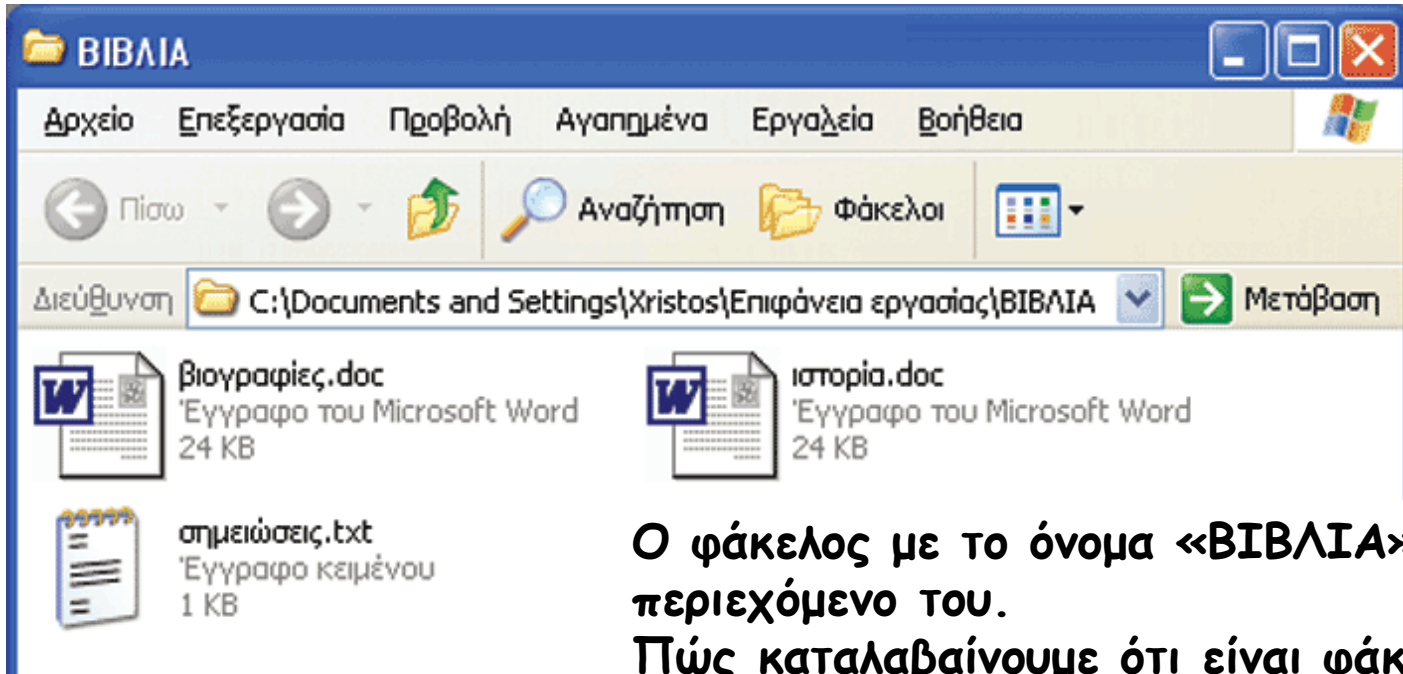 ΒΙΒΛΙΑ
Αρχείο Επεξεργασία Προβολή Αγαπημένα Εργαλεία Βοήθεια
Πίσω Αναζήτηση Φάκελοι
Διεύθυνση C:\Documents and Settings\Xristos\Επιφάνεια εργασίας\ΒΙΒΛΙΑ Μετάβαση
βιογραφίες.doc
Έγγραφο του Microsoft Word
24 KB
ιστορία.doc
Έγγραφο του Microsoft Word
24 KB
σημειώσεις.txt
Έγγραφο κειμένου
1 KB
Ο φάκελος με το όνομα «ΒΙΒΛΙΑ»
περιεχόμενο του.
Πώς καταλαβαίνουμε ότι είναι φάκ